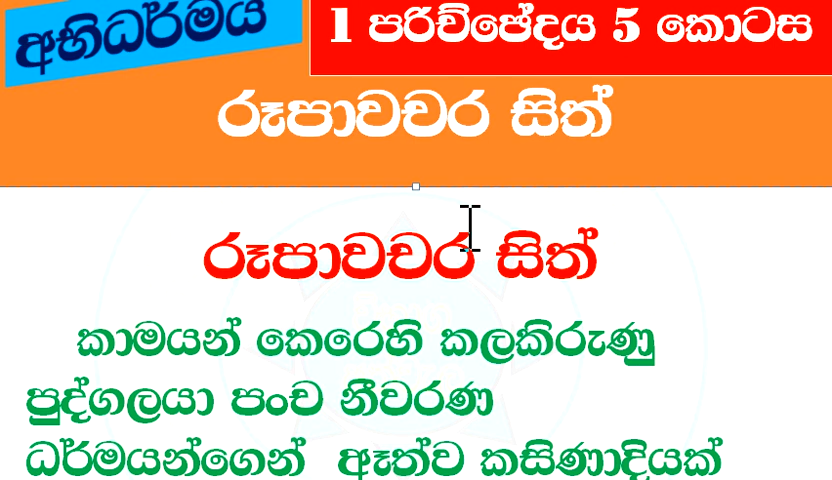 අභිධර්මය
1 පරිච්ඡේදය 5 කොටස
රූපාවචර සිත්
රූපාවචර සිත්
කාමයන් කෙරෙහි කලකිරුණු
පුද්ගලයා පංච නීවරණ
ධර්මයන්ගෙන් ඈත්ව කසිණාදියක්